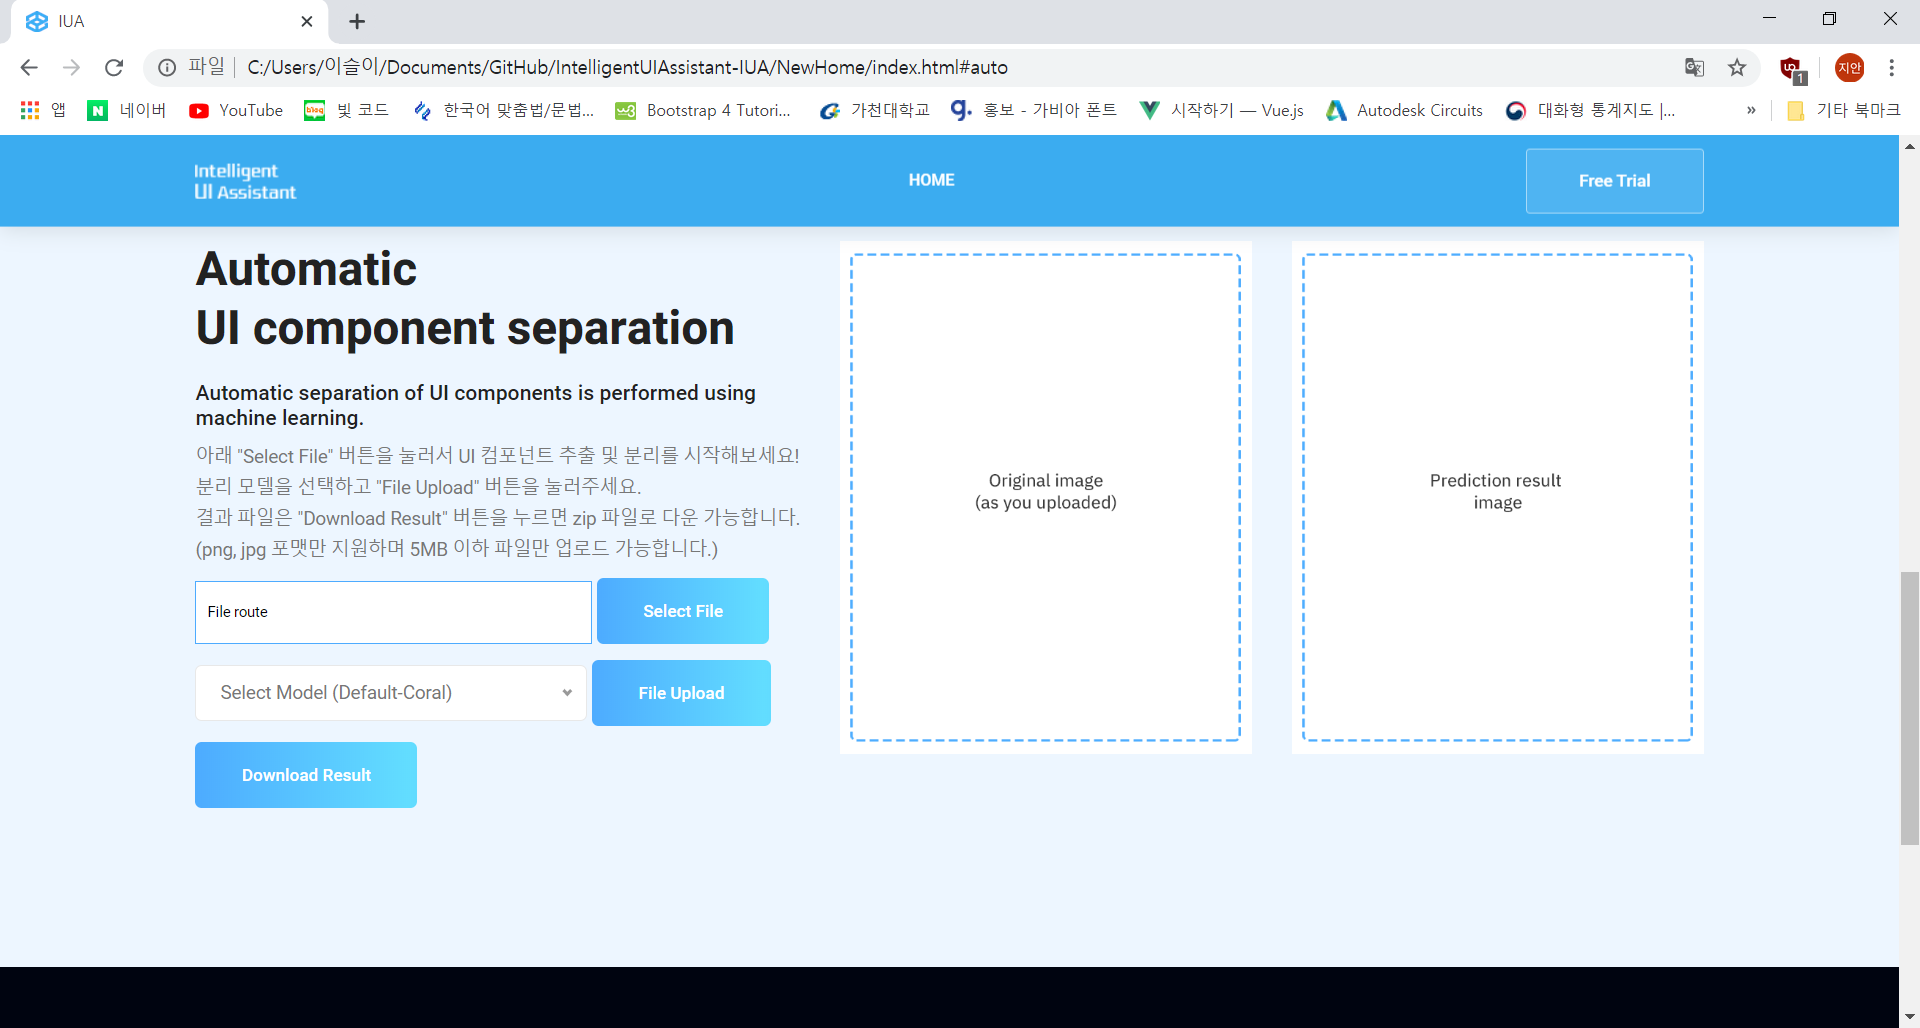 IUA
파일 C:/Users/이슬이/Documents/GitHub/IntelligentUIAssistant-IUA/NewHome/index.html#auto
지안
1
앱 네이버 YouTube 빛 코드 한국어 맞춤법/문법... Bootstrap 4 Tutori... 가천대학교 홍보 - 가비아 폰트 시작하기 — Vue.js Autodesk Circuits 대화형 통계지도 |... » 기타 북마크
Intelligent
UI Assistant
HOME
Free Trial
Automatic
UI component separation
Automatic separation of UI components is performed using
machine learning.
아래 "Select File" 버튼을 눌러서 UI 컴포넌트 추출 및 분리를 시작해보세요!
분리 모델을 선택하고 "File Upload" 버튼을 눌러주세요.
결과 파일은 "Download Result" 버튼을 누르면 zip 파일로 다운 가능합니다.
(png, jpg 포맷만 지원하며 5MB 이하 파일만 업로드 가능합니다.)
File route
Select File
Select Model (Default-Coral)
File Upload
Download Result
Original image
(as you uploaded)
Prediction result
image